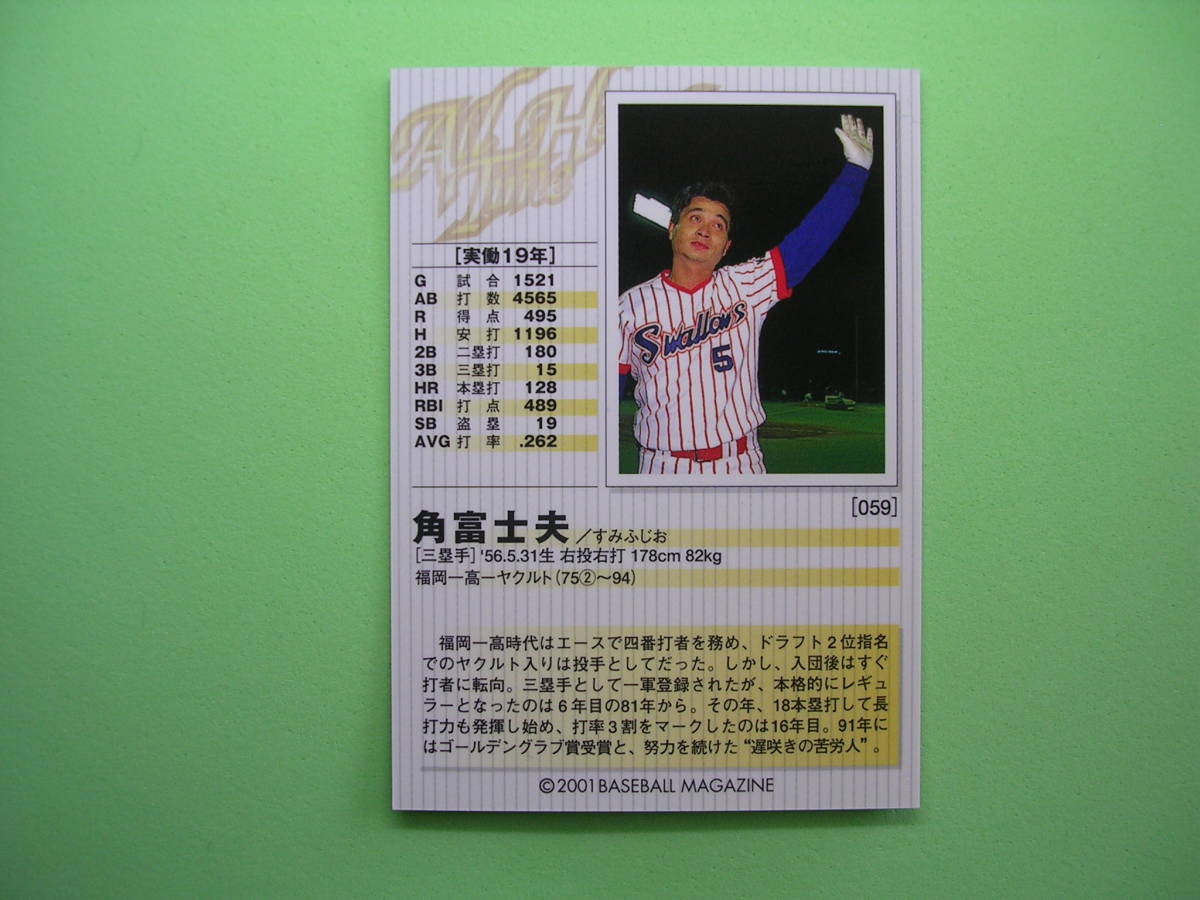 All Time
[実働19年]
G 試合 1521
AB 打数 4565
R 得点 495
H 安打 1196
2B 二塁打 180
3B 三塁打 15
HR 本塁打 128
RBI 打点 489
SB 盗塁 19
AVG 打率 .262
Swallows
5
[059]
角富士夫／すみふじお
[三塁手] '56.5.31生 右投右打 178cm 82kg
福岡一高ーヤクルト(75②〜94)
福岡一高時代はエースで四番打者を務め、ドラフト2位指名
でのヤクルト入りは投手としてだった。しかし、入団後はすぐ
打者に転向。三塁手として一軍登録されたが、本格的にレギュ
ラーとなったのは6年目の81年から。その年、18本塁打して長
打力も発揮し始め、打率3割をマークしたのは16年目。91年に
はゴールデングラブ賞受賞と、努力を続けた“遅咲きの苦労人”。
©2001 BASEBALL MAGAZINE